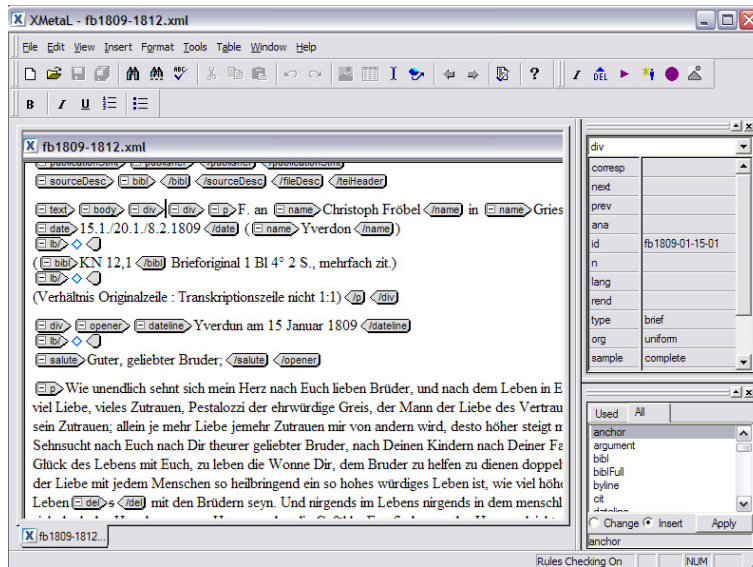 XMetaL - fb1809-1812.xml
File Edit View Insert Format Tools Table Window Help
ABC
I DEL
B I U
fb1809-1812.xml
publicationStmt publisher /publisher /publicationStmt
sourceDesc bibl /bibl /sourceDesc /fileDesc /teiHeader
text body div div p F. an name Christoph Fröbel /name in name Gries
date 15.1./20.1./8.2.1809 /date ( name Yverdon /name )
lb/
( bibl KN 12,1 /bibl Brieforiginal 1 Bl 4° 2 S., mehrfach zit.)
lb/
(Verhältnis Originalzeile : Transkriptionszeile nicht 1:1) /p /div
div opener dateline Yverdun am 15 Januar 1809 /dateline
lb/
salute Guter, geliebter Bruder; /salute /opener
p Wie unendlich sehnt sich mein Herz nach Euch lieben Brüder, und nach dem Leben in E
viel Liebe, vieles Zutrauen, Pestalozzi der ehrwürdige Greis, der Mann der Liebe des Vertrau
sein Zutrauen; allein je mehr Liebe jemehr Zutrauen mir von andern wird, desto höher steigt m
Sehnsucht nach Euch nach Dir theurer geliebter Bruder, nach Deinen Kindern nach Deiner Fa
Glück des Lebens mit Euch, zu leben die Wonne Dir, dem Bruder zu helfen zu dienen doppel
der Liebe mit jedem Menschen so heilbringend ein so hohes würdiges Leben ist, wie viel höhe
Leben del s /del mit den Brüdern seyn. Und nirgends im Lebens nirgends in dem menschl
fb1809-1812...
div
corresp
next
prev
ana
id fb1809-01-15-01
n
lang
rend
type brief
org uniform
sample complete
Used All
anchor
argument
bibl
biblFull
byline
cit
dateline
Change Insert Apply
anchor
Rules Checking On NUM